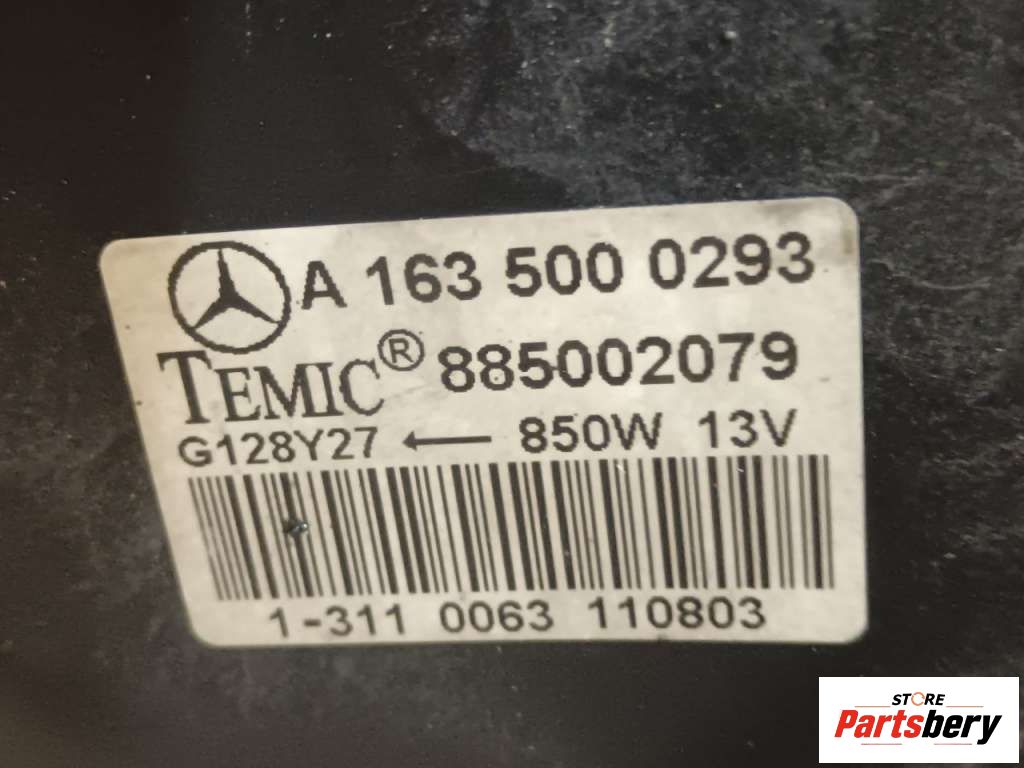 A 163 500 0293
TEMIC® 885002079
G128Y27 ← 850W 13V
1-311 0063 110803
STORE
Partsbery